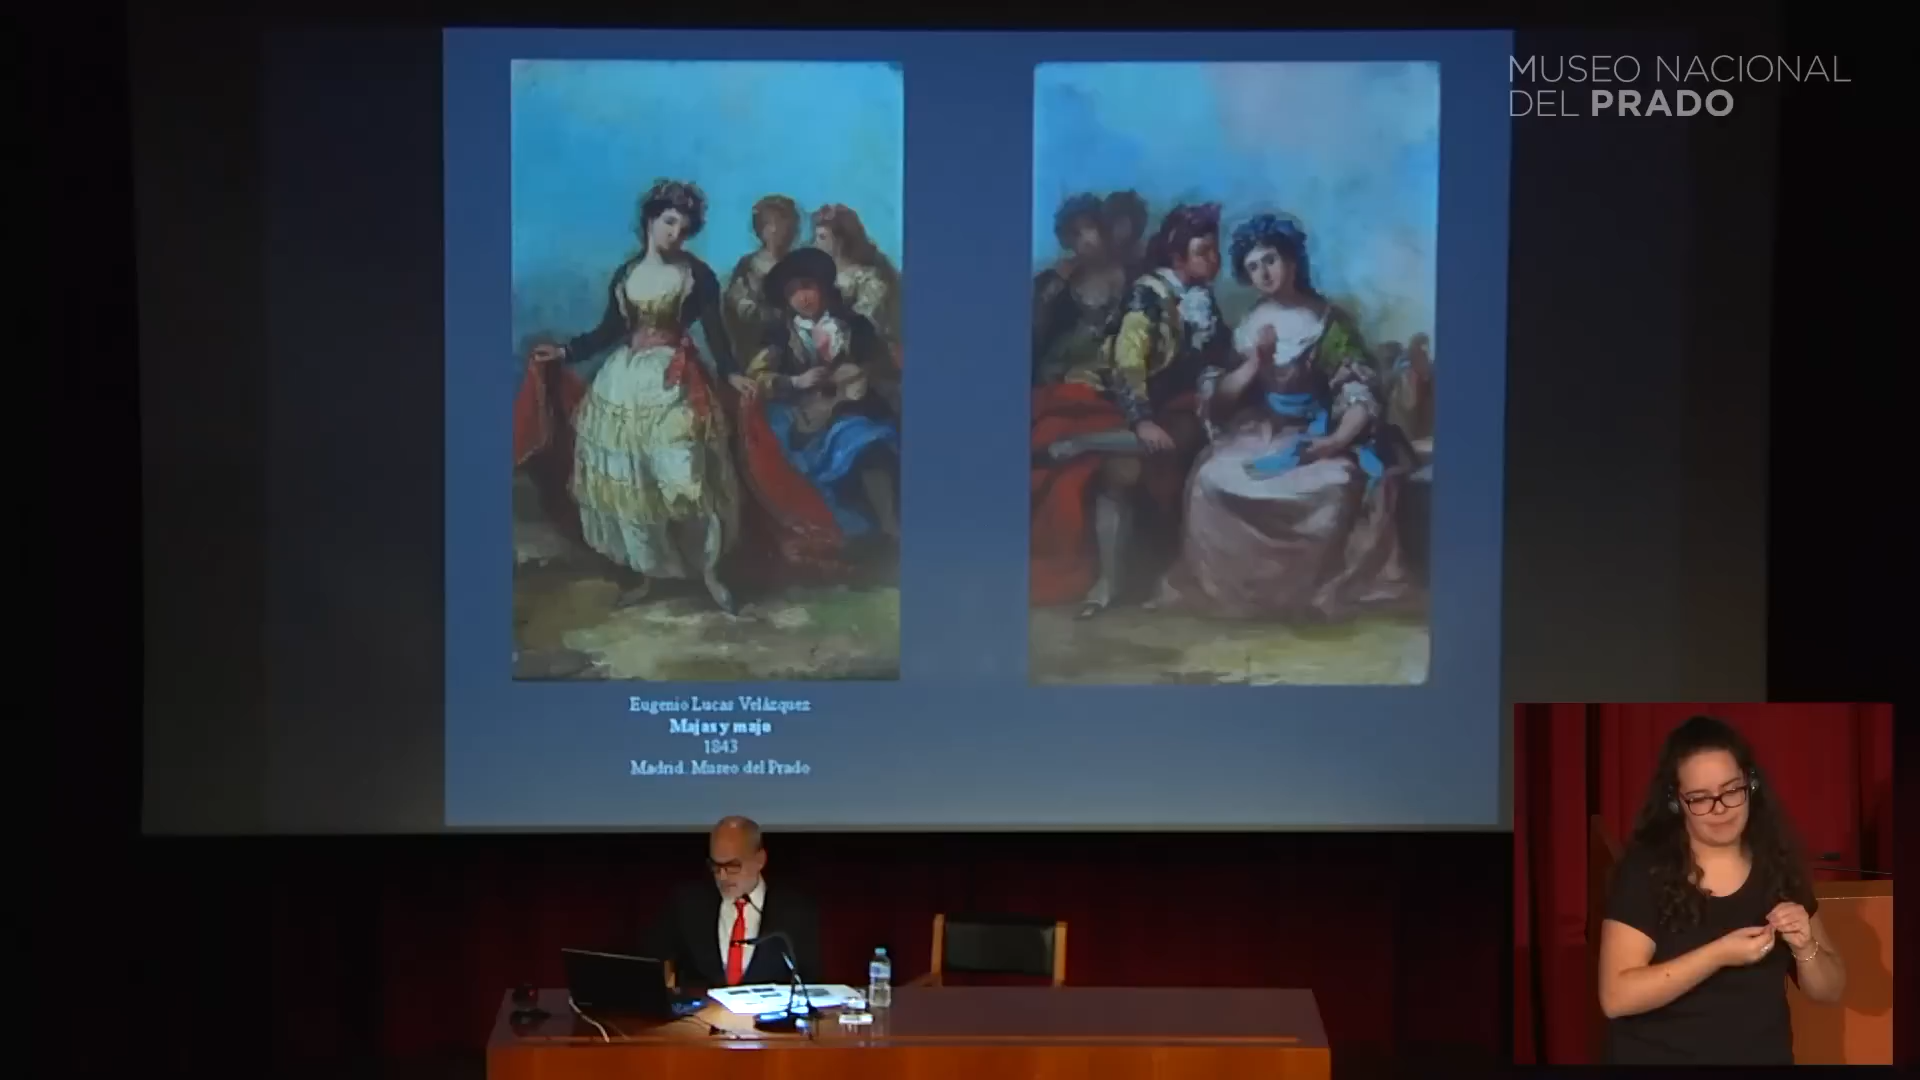 MUSEO NACIONAL
DEL PRADO
Eugenio Lucas Velázquez
Majas y majo
1843
Madrid. Museo del Prado